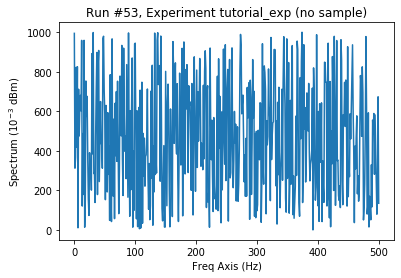 Run #53, Experiment tutorial_exp (no sample)
1000
800
600
400
200
0
Spectrum (10⁻³ dBm)
0 100 200 300 400 500
Freq Axis (Hz)